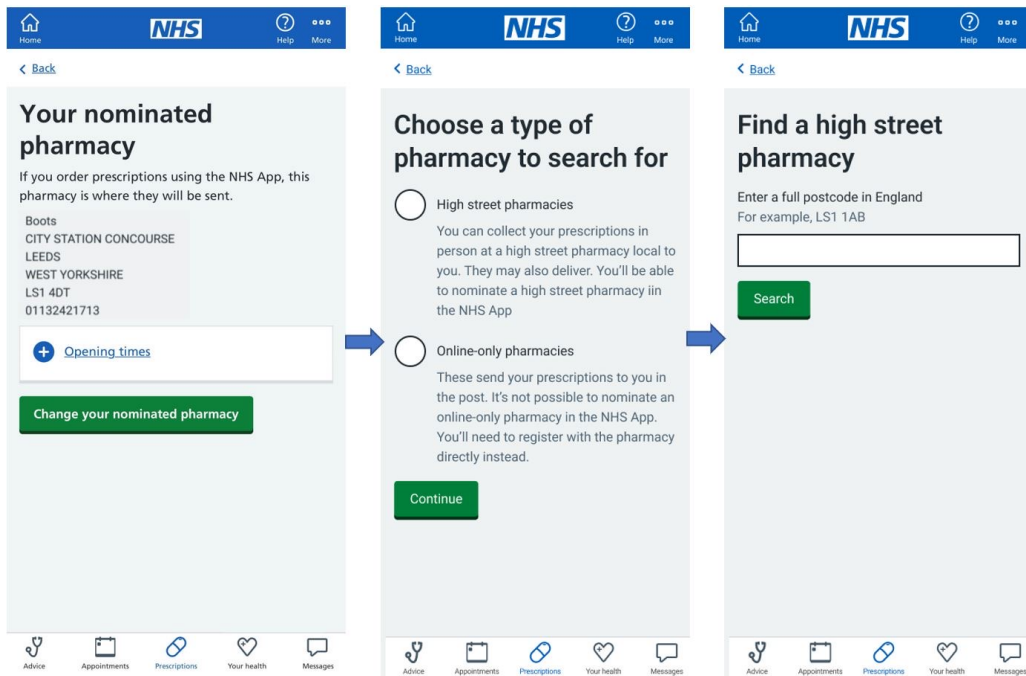 Home
NHS
Help
More
Back
Your nominated
pharmacy
If you order prescriptions using the NHS App, this
pharmacy is where they will be sent.
Boots
CITY STATION CONCOURSE
LEEDS
WEST YORKSHIRE
LS1 4DT
01132421713
Opening times
Change your nominated pharmacy
Advice
Appointments
Prescriptions
Your health
Messages
Home
NHS
Help
More
Back
Choose a type of
pharmacy to search for
High street pharmacies
You can collect your prescriptions in
person at a high street pharmacy local to
you. They may also deliver. You'll be able
to nominate a high street pharmacy iin
the NHS App
Online-only pharmacies
These send your prescriptions to you in
the post. It's not possible to nominate an
online-only pharmacy in the NHS App.
You'll need to register with the pharmacy
directly instead.
Continue
Advice
Appointments
Prescriptions
Your health
Messages
Home
NHS
Help
More
Back
Find a high street
pharmacy
Enter a full postcode in England
For example, LS1 1AB
Search
Advice
Appointments
Prescriptions
Your health
Messages